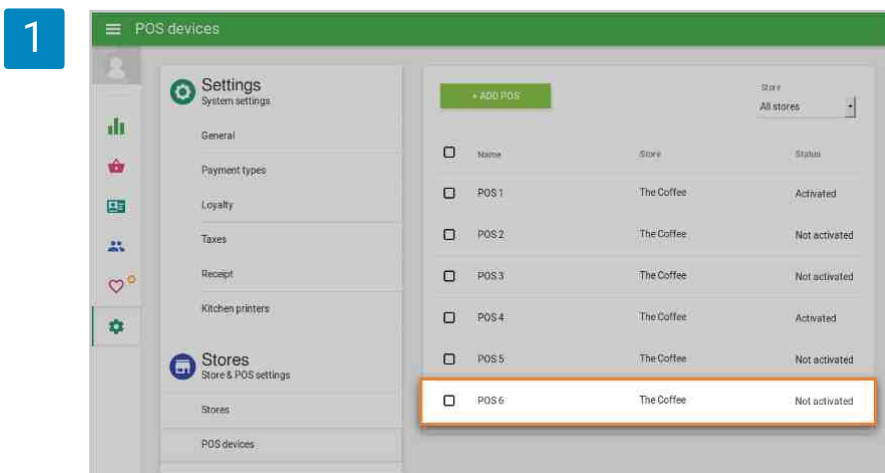 1
POS devices
Settings
System settings
General
Payment types
Loyalty
Taxes
Receipt
Kitchen printers
Stores
Store & POS settings
Stores
POS devices
+ ADD POS
Store
All stores
Name Store Status
POS 1 The Coffee Activated
POS 2 The Coffee Not activated
POS 3 The Coffee Not activated
POS 4 The Coffee Activated
POS 5 The Coffee Not activated
POS 6 The Coffee Not activated